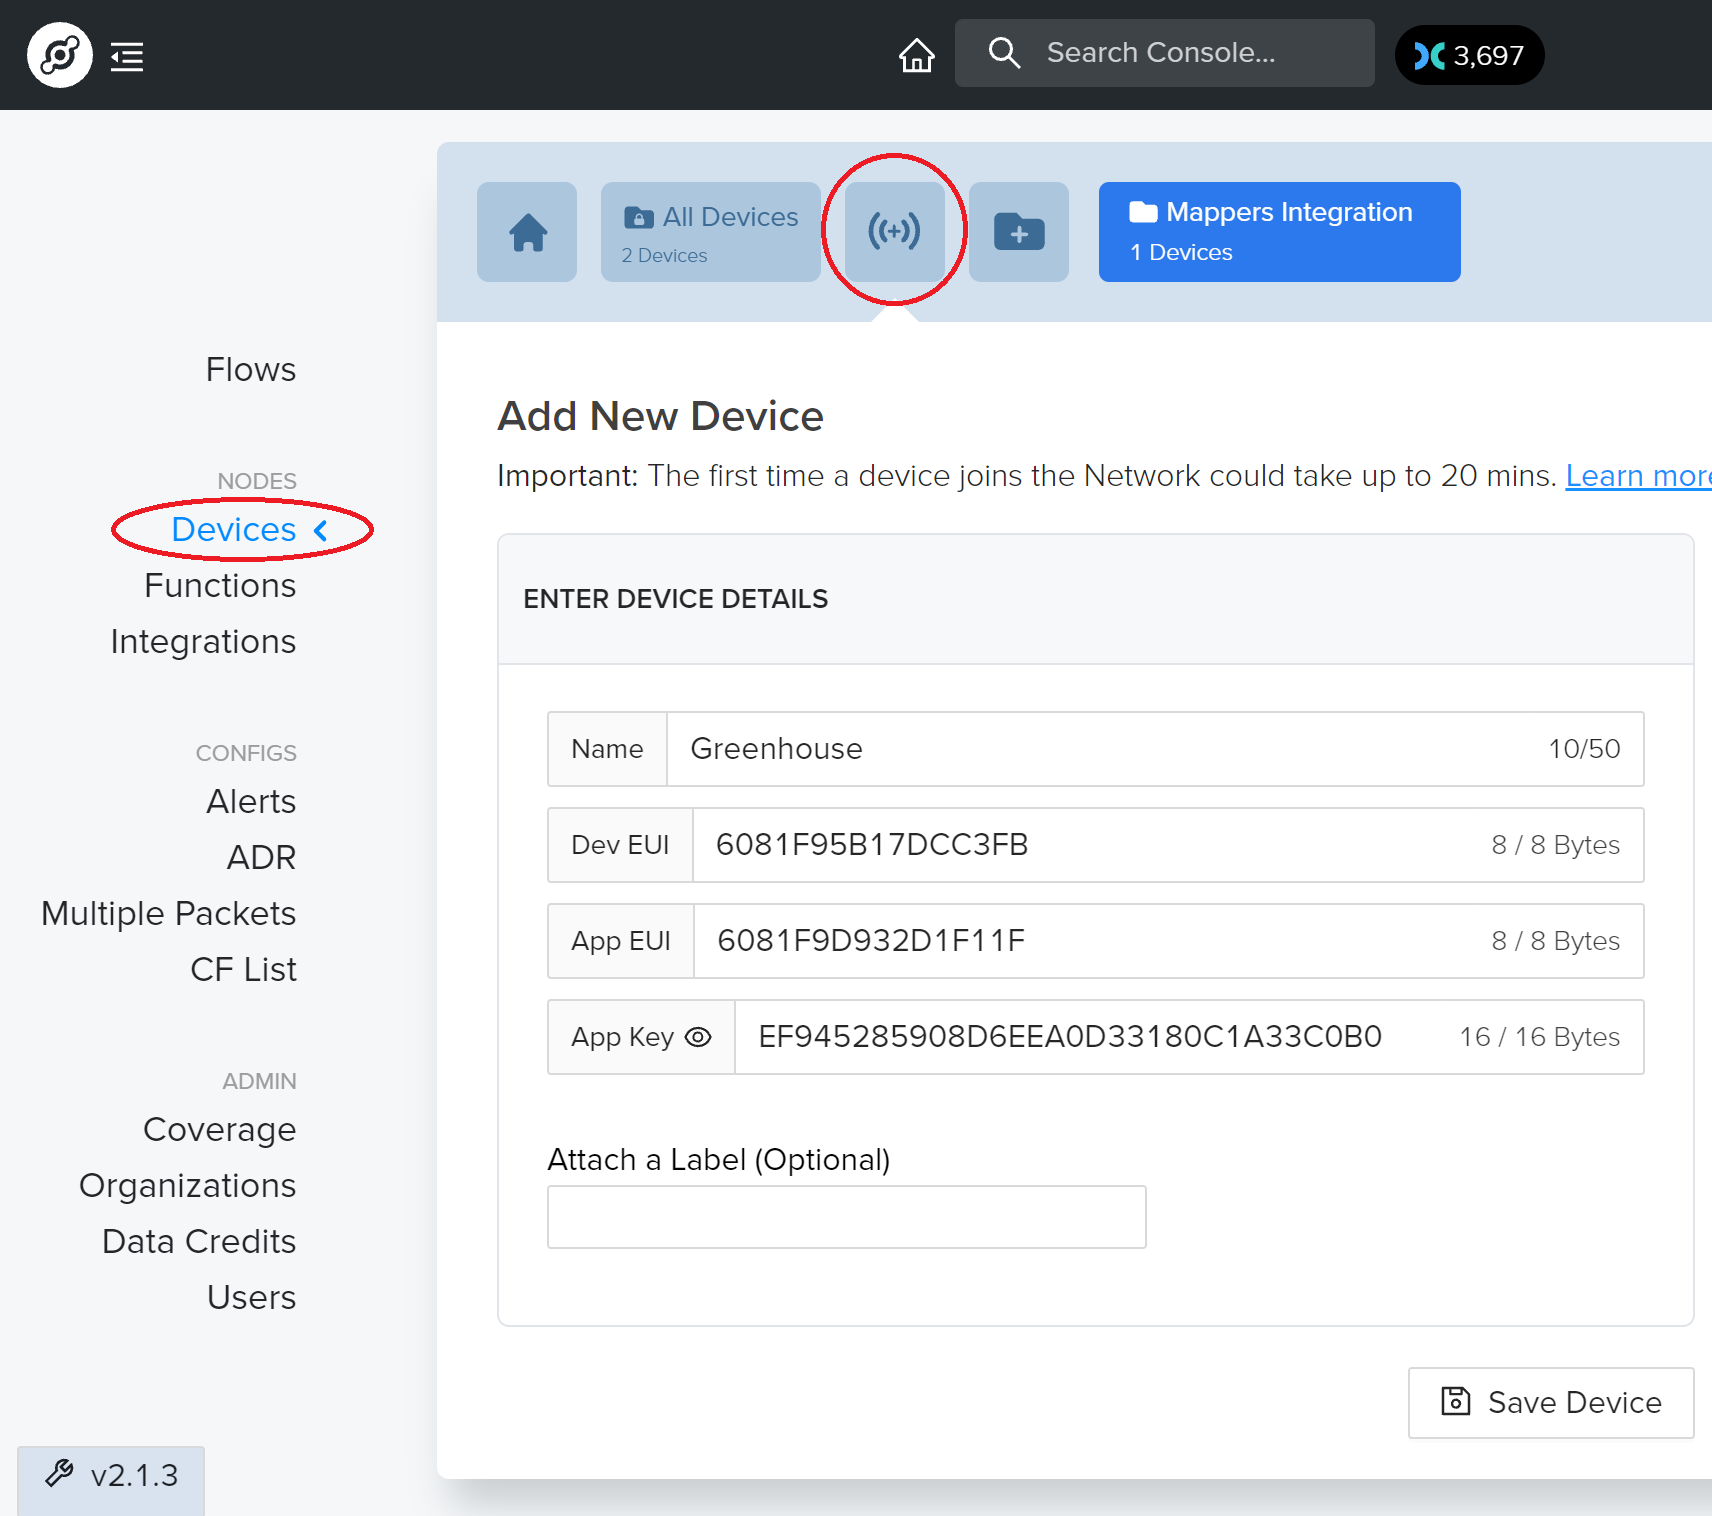 Search Console...
3,697
All Devices
2 Devices
Mappers Integration
1 Devices
Flows
NODES
Devices
Functions
Integrations
CONFIGS
Alerts
ADR
Multiple Packets
CF List
ADMIN
Coverage
Organizations
Data Credits
Users
v2.1.3
Add New Device
Important: The first time a device joins the Network could take up to 20 mins. Learn more
ENTER DEVICE DETAILS
Name Greenhouse 10/50
Dev EUI 6081F95B17DCC3FB 8 / 8 Bytes
App EUI 6081F9D932D1F11F 8 / 8 Bytes
App Key EF945285908D6EEA0D33180C1A33C0B0 16 / 16 Bytes
Attach a Label (Optional)
Save Device